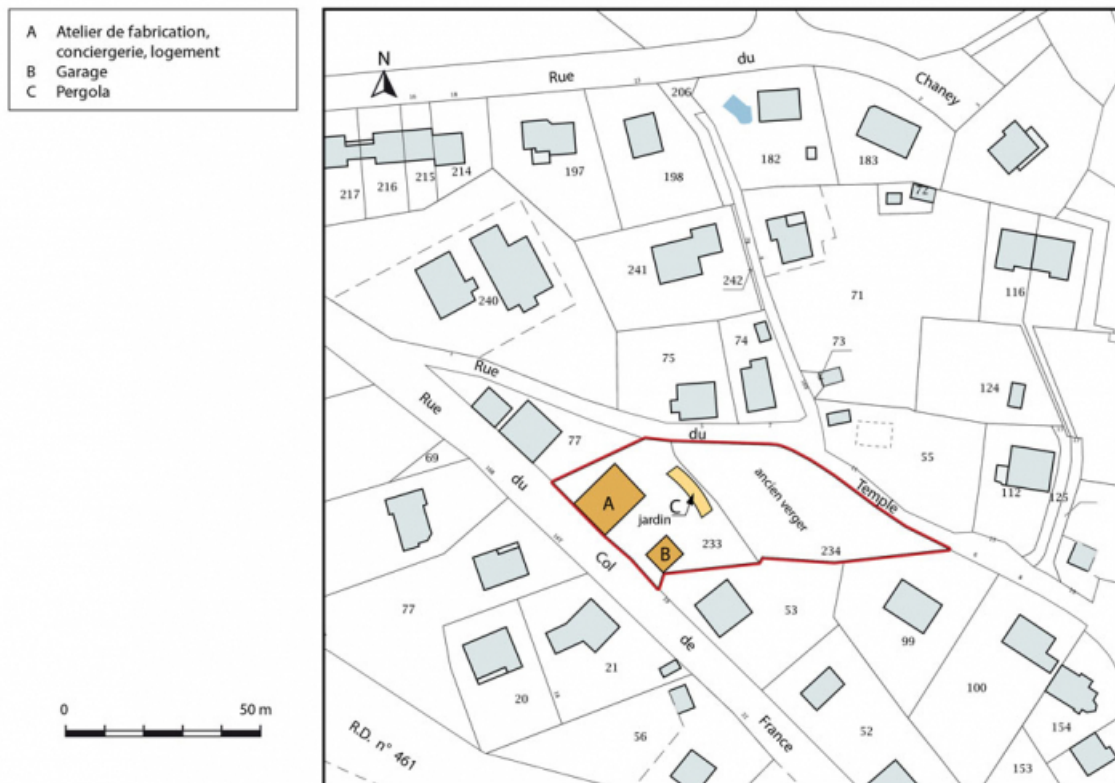 A Atelier de fabrication,
conciergerie, logement
B Garage
C Pergola
N
Rue du Chaney
206
182
183
72
217
216
215
214
197
198
241
242
240
71
116
75
74
73
124
Rue du Temple
77
69
55
112
125
A
C
jardin
ancien verger
B
233
234
Rue du Col de France
77
53
99
21
20
100
56
52
154
153
R.D. n° 461
0 50 m